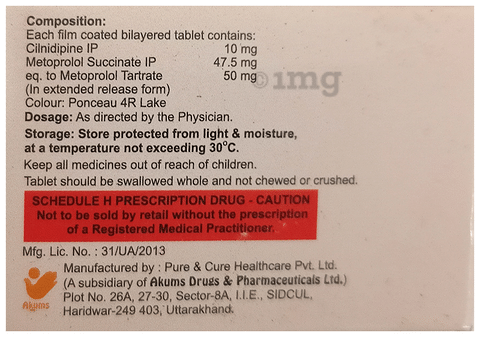 Composition:
Each film coated bilayered tablet contains:
Cilnidipine IP 10 mg
Metoprolol Succinate IP 47.5 mg
eq. to Metoprolol Tartrate 50 mg
(In extended release form)
Colour: Ponceau 4R Lake
Dosage: As directed by the Physician.
Storage: Store protected from light & moisture,
at a temperature not exceeding 30°C.
Keep all medicines out of reach of children.
Tablet should be swallowed whole and not chewed or crushed.
SCHEDULE H PRESCRIPTION DRUG - CAUTION
Not to be sold by retail without the prescription
of a Registered Medical Practitioner.
Mfg. Lic. No. : 31/UA/2013
Manufactured by : Pure & Cure Healthcare Pvt. Ltd.
(A subsidiary of Akums Drugs & Pharmaceuticals Ltd.)
Plot No. 26A, 27-30, Sector-8A, I.I.E., SIDCUL,
Haridwar-249 403, Uttarakhand.
Akums
©1mg